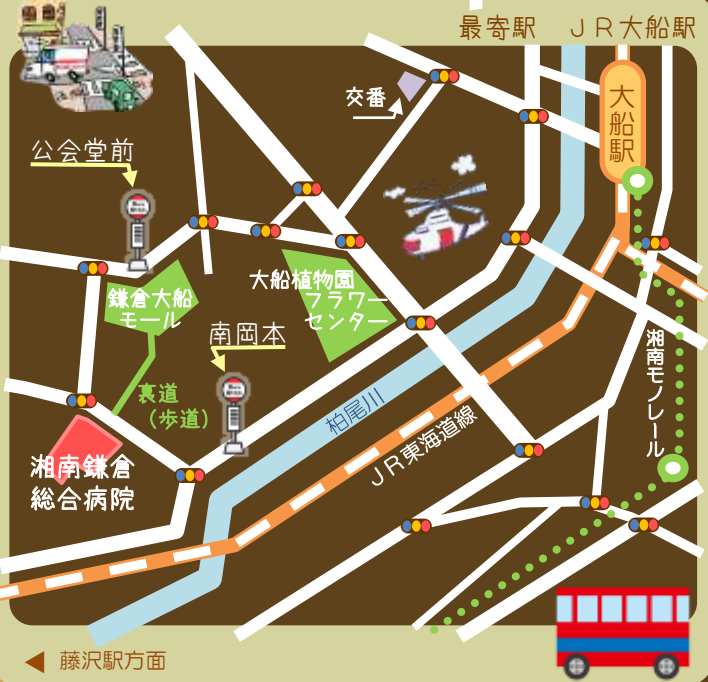 最寄駅 JR大船駅
大船駅
交番
公会堂前
大船植物園
フラワー
センター
鎌倉大船
モール
南岡本
湘南モノレール
裏道
（歩道）
柏尾川
JR東海道線
湘南鎌倉
総合病院
◀ 藤沢駅方面